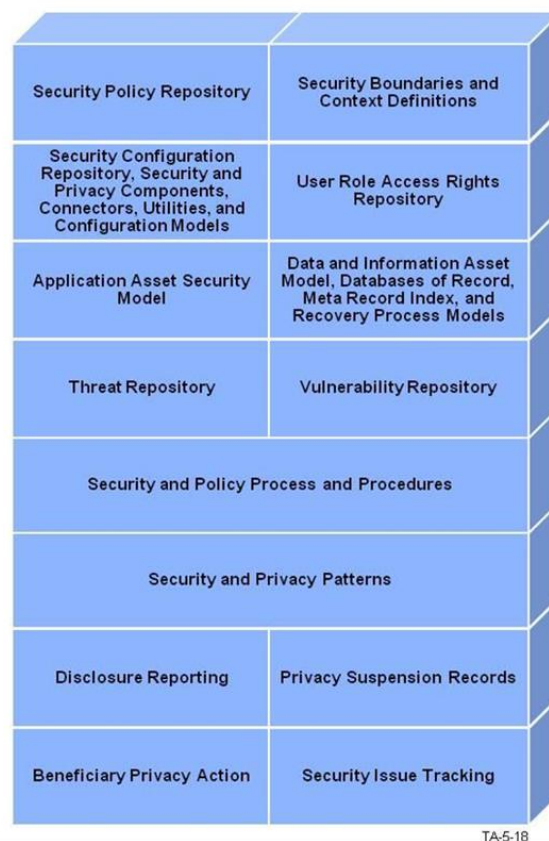 Security Policy Repository
Security Boundaries and
Context Definitions
Security Configuration
Repository, Security and
Privacy Components,
Connectors, Utilities, and
Configuration Models
User Role Access Rights
Repository
Application Asset Security
Model
Data and Information Asset
Model, Databases of Record,
Meta Record Index, and
Recovery Process Models
Threat Repository
Vulnerability Repository
Security and Policy Process and Procedures
Security and Privacy Patterns
Disclosure Reporting
Privacy Suspension Records
Beneficiary Privacy Action
Security Issue Tracking
TA-5-18